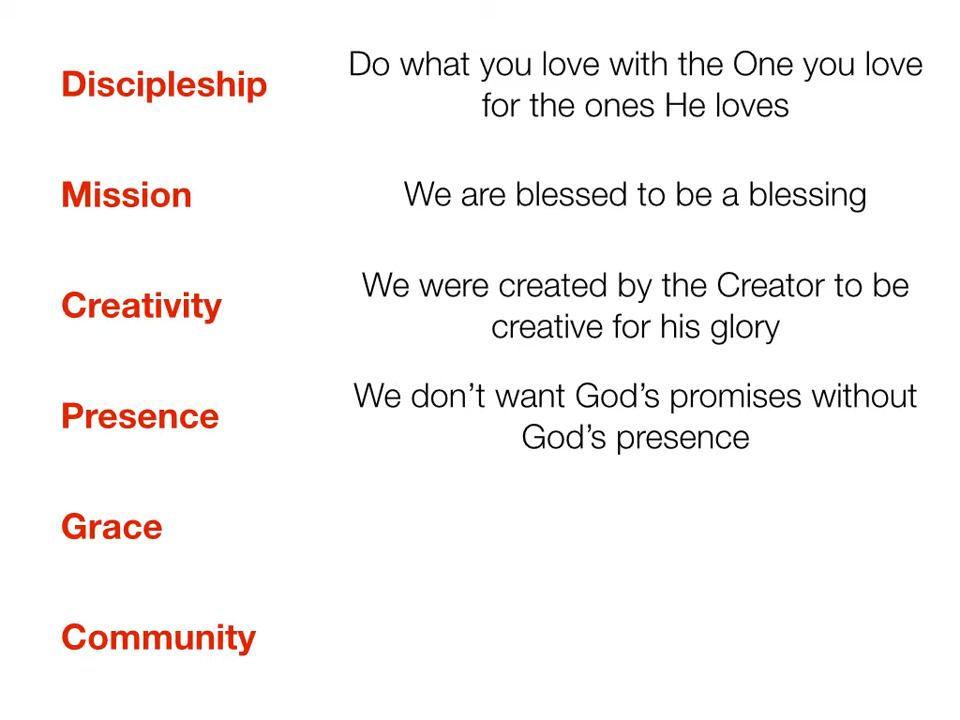 Discipleship
Do what you love with the One you love
for the ones He loves
Mission
We are blessed to be a blessing
Creativity
We were created by the Creator to be
creative for his glory
Presence
We don’t want God’s promises without
God’s presence
Grace
Community